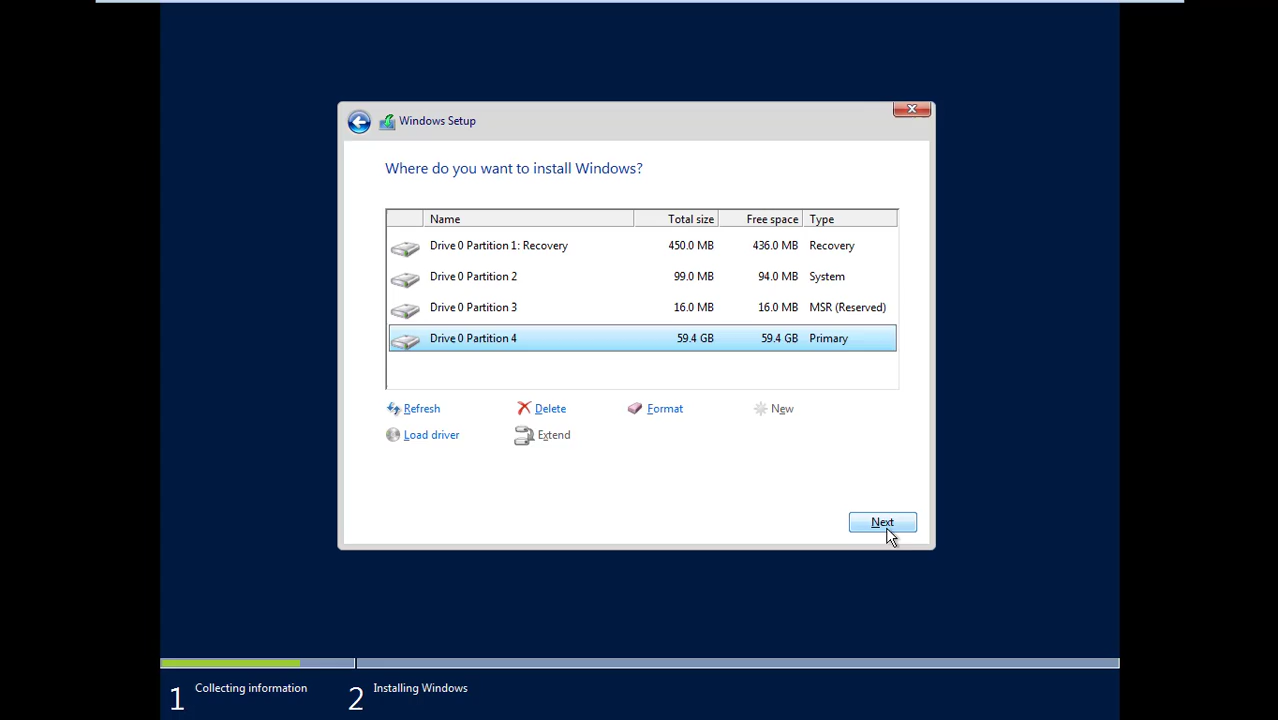 Windows Setup
Where do you want to install Windows?
Name Total size Free space Type
Drive 0 Partition 1: Recovery 450.0 MB 436.0 MB Recovery
Drive 0 Partition 2 99.0 MB 94.0 MB System
Drive 0 Partition 3 16.0 MB 16.0 MB MSR (Reserved)
Drive 0 Partition 4 59.4 GB 59.4 GB Primary
Refresh Delete Format New
Load driver Extend
Next
1 Collecting information 2 Installing Windows